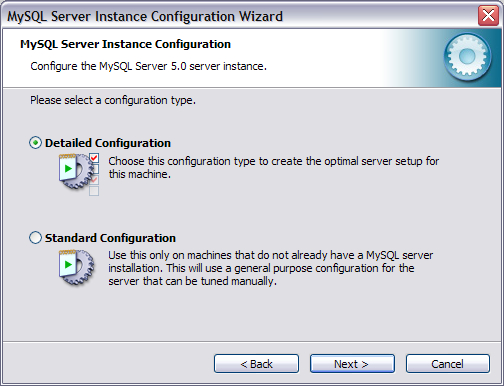 MySQL Server Instance Configuration Wizard
MySQL Server Instance Configuration
Configure the MySQL Server 5.0 server instance.
Please select a configuration type.
Detailed Configuration
Choose this configuration type to create the optimal server setup for
this machine.
Standard Configuration
Use this only on machines that do not already have a MySQL server
installation. This will use a general purpose configuration for the
server that can be tuned manually.
< Back
Next >
Cancel